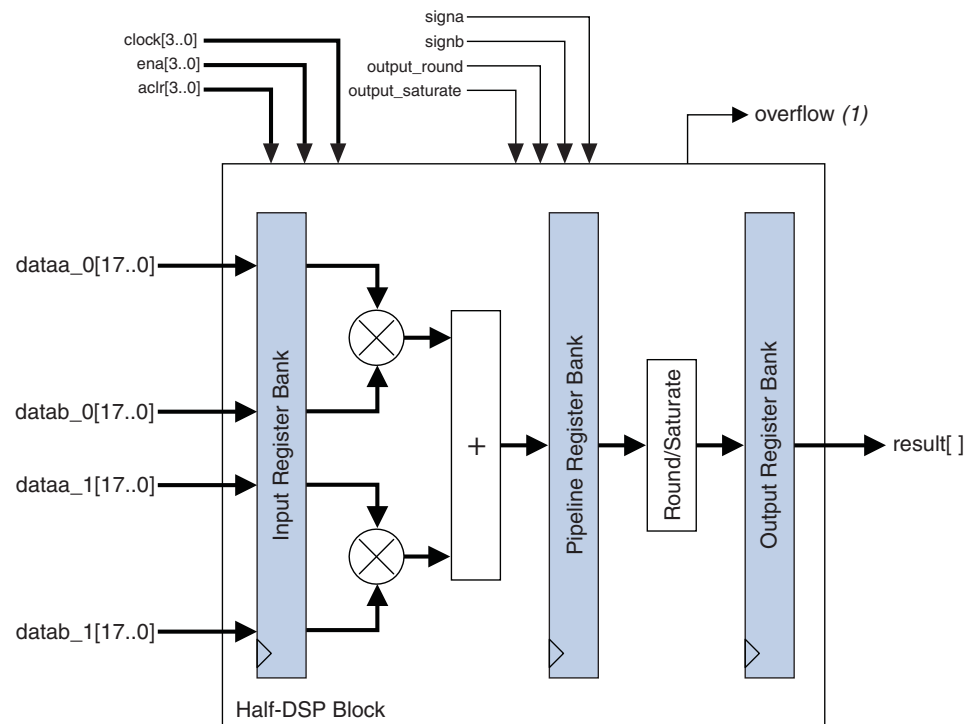 clock[3..0]
ena[3..0]
aclr[3..0]
signa
signb
output_round
output_saturate
overflow (1)
dataa_0[17..0]
datab_0[17..0]
dataa_1[17..0]
datab_1[17..0]
Input Register Bank
+
Pipeline Register Bank
Round/Saturate
Output Register Bank
result[ ]
Half-DSP Block